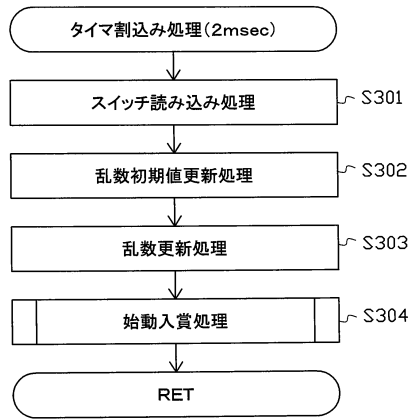 タイマ割込み処理(2msec)
スイッチ読み込み処理
S301
乱数初期値更新処理
S302
乱数更新処理
S303
始動入賞処理
S304
RET